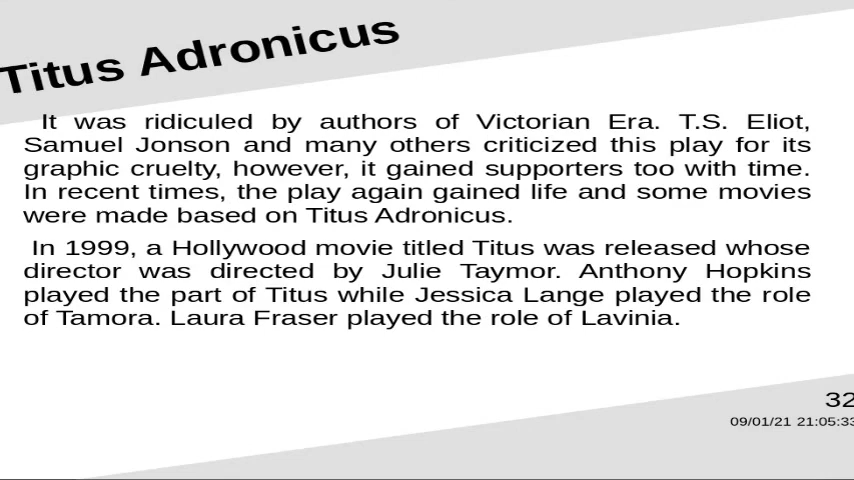 Titus Adronicus
It was ridiculed by authors of Victorian Era. T.S. Eliot,
Samuel Jonson and many others criticized this play for its
graphic cruelty, however, it gained supporters too with time.
In recent times, the play again gained life and some movies
were made based on Titus Adronicus.
In 1999, a Hollywood movie titled Titus was released whose
director was directed by Julie Taymor. Anthony Hopkins
played the part of Titus while Jessica Lange played the role
of Tamora. Laura Fraser played the role of Lavinia.
32
09/01/21 21:05:33